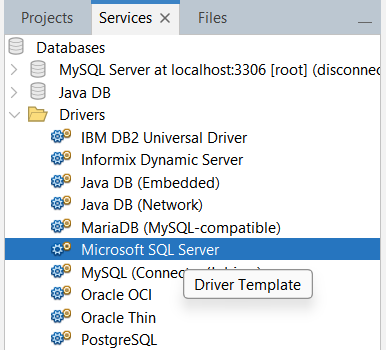 Projects Services × Files
Databases
MySQL Server at localhost:3306 [root] (disconnec
Java DB
Drivers
IBM DB2 Universal Driver
Informix Dynamic Server
Java DB (Embedded)
Java DB (Network)
MariaDB (MySQL-compatible)
Microsoft SQL Server
MySQL (Connector/J driver)
Driver Template
Oracle OCI
Oracle Thin
PostgreSQL